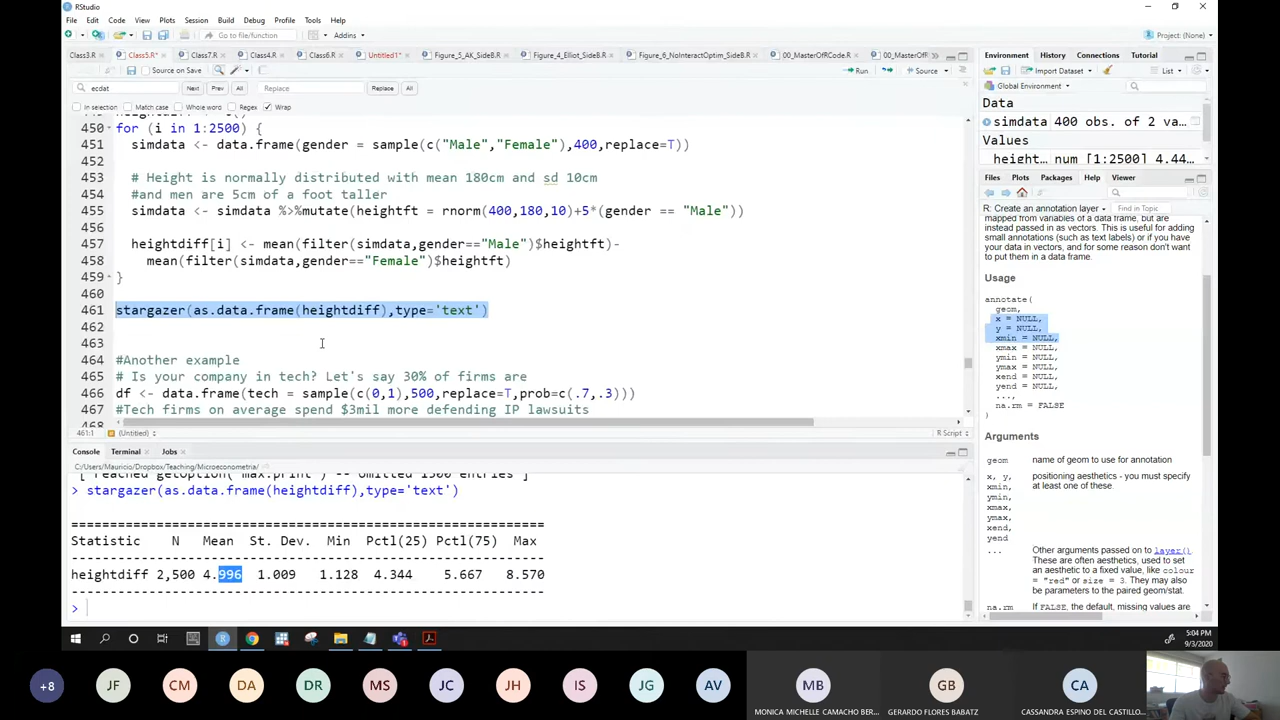 RStudio
File Edit Code View Plots Session Build Debug Profile Tools Help
Go to file/function Addins Project: (None)
Class3.R Class5.R* Class7.R Class4.R Class6.R Untitled1* Figure_5_AK_SideB.R Figure_4_Elliot_SideB.R Figure_6_NoInteractOptim_SideB.R 00_MasterOfRCode.R 00_MasterOfR
Source on Save Run Source
ecdat Next Prev All Replace Replace All
In selection Match case Whole word Regex Wrap
450 for (i in 1:2500) {
451 simdata <- data.frame(gender = sample(c("Male","Female"),400,replace=T))
452
453 # Height is normally distributed with mean 180cm and sd 10cm
454 #and men are 5cm of a foot taller
455 simdata <- simdata %>%mutate(heightft = rnorm(400,180,10)+5*(gender == "Male"))
456
457 heightdiff[i] <- mean(filter(simdata,gender=="Male")$heightft)-
458 mean(filter(simdata,gender=="Female")$heightft)
459 }
460
461 stargazer(as.data.frame(heightdiff),type='text')
462
463
464 #Another example
465 # Is your company in tech? Let's say 30% of firms are
466 df <- data.frame(tech = sample(c(0,1),500,replace=T,prob=c(.7,.3)))
467 #Tech firms on average spend $3mil more defending IP lawsuits
468
461:1 (Untitled) R Script
Console Terminal Jobs
C:/Users/Mauricio/Dropbox/Teaching/Microeconometria/
[ reached getOption("max.print") -- omitted 1500 entries ]
> stargazer(as.data.frame(heightdiff),type='text')
==================================================
Statistic N Mean St. Dev. Min Pctl(25) Pctl(75) Max
--------------------------------------------------
heightdiff 2,500 4.996 1.009 1.128 4.344 5.667 8.570
--------------------------------------------------
>
Environment History Connections Tutorial
Import Dataset List
Global Environment
Data
simdata 400 obs. of 2 va…
Values
height… num [1:2500] 4.44…
Files Plots Packages Help Viewer
R: Create an annotation layer Find in Topic
mapped from variables of a data frame, but are
instead passed in as vectors. This is useful for adding
small annotations (such as text labels) or if you have
your data in vectors, and for some reason don't want
to put them in a data frame.
Usage
annotate(
geom,
x = NULL,
y = NULL,
xmin = NULL,
xmax = NULL,
ymin = NULL,
ymax = NULL,
xend = NULL,
yend = NULL,
...,
na.rm = FALSE
)
Arguments
geom name of geom to use for annotation
x, y, positioning aesthetics - you must specify
xmin, at least one of these.
ymin,
xmax,
ymax,
xend,
yend
... Other arguments passed on to layer().
These are often aesthetics, used to
set an aesthetic to a fixed value, like colour =
"red" or size = 3. They may also
be parameters to the paired geom/stat.
na.rm If FALSE, the default, missing values are
5:04 PM
9/3/2020
+8 JF CM DA DR MS JC JH IS JG AV MB GB CA
MONICA MICHELLE CAMACHO BER... GERARDO FLORES BABATZ CASSANDRA ESPINO DEL CASTILLO...